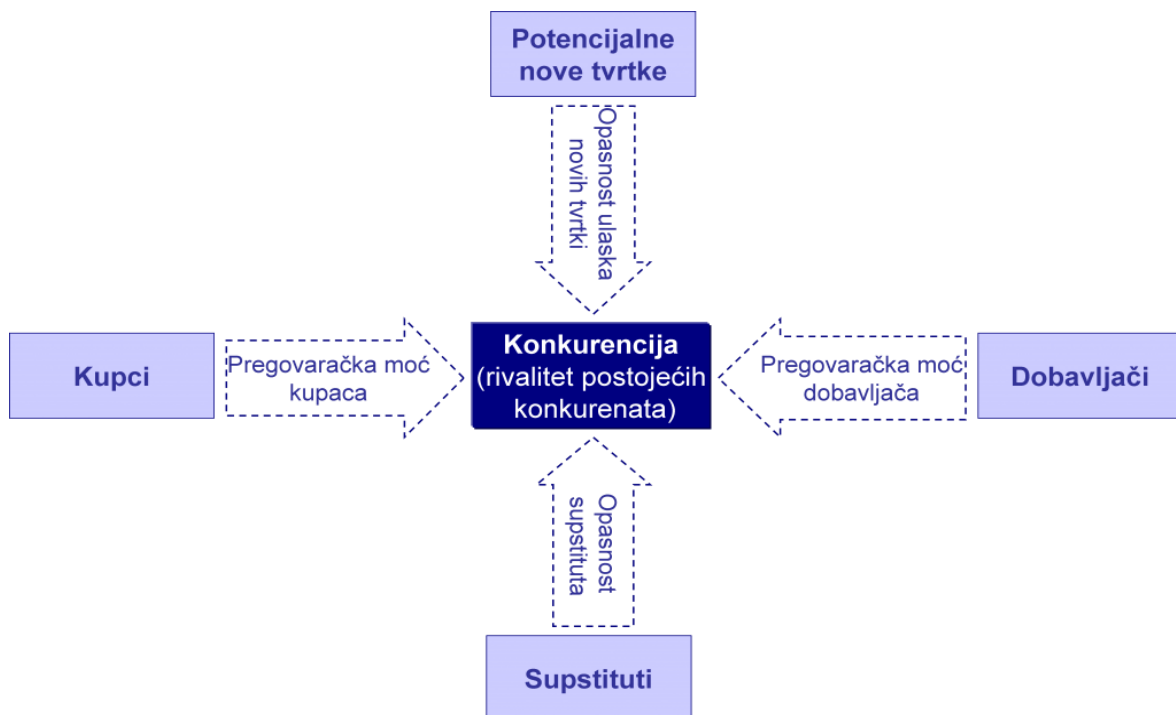 Potencijalne
nove tvrtke
Opasnost ulaska
novih tvrtki
Kupci
Pregovaračka moć
kupaca
Konkurencija
(rivalitet postojećih
konkurenata)
Pregovaračka moć
dobavljača
Dobavljači
Opasnost
supstituta
Supstituti